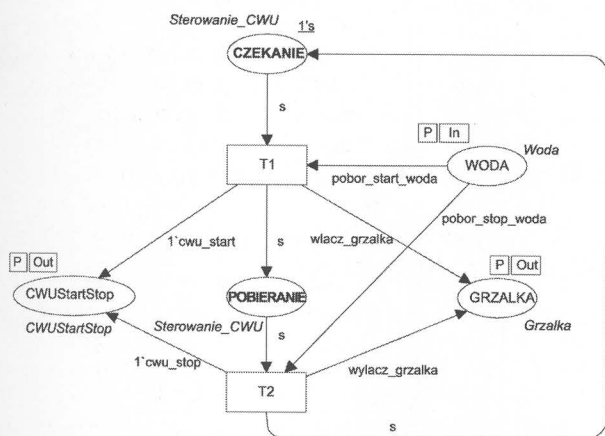 Sterowanie_CWU
1's
CZEKANIE
s
P In
Woda
T1
WODA
pobor_start_woda
pobor_stop_woda
1`cwu_start
s
wlacz_grzalka
P Out
P Out
CWUStartStop
POBIERANIE
GRZALKA
CWUStartStop
Sterowanie_CWU
s
Grzalka
1`cwu_stop
wylacz_grzalka
T2
s